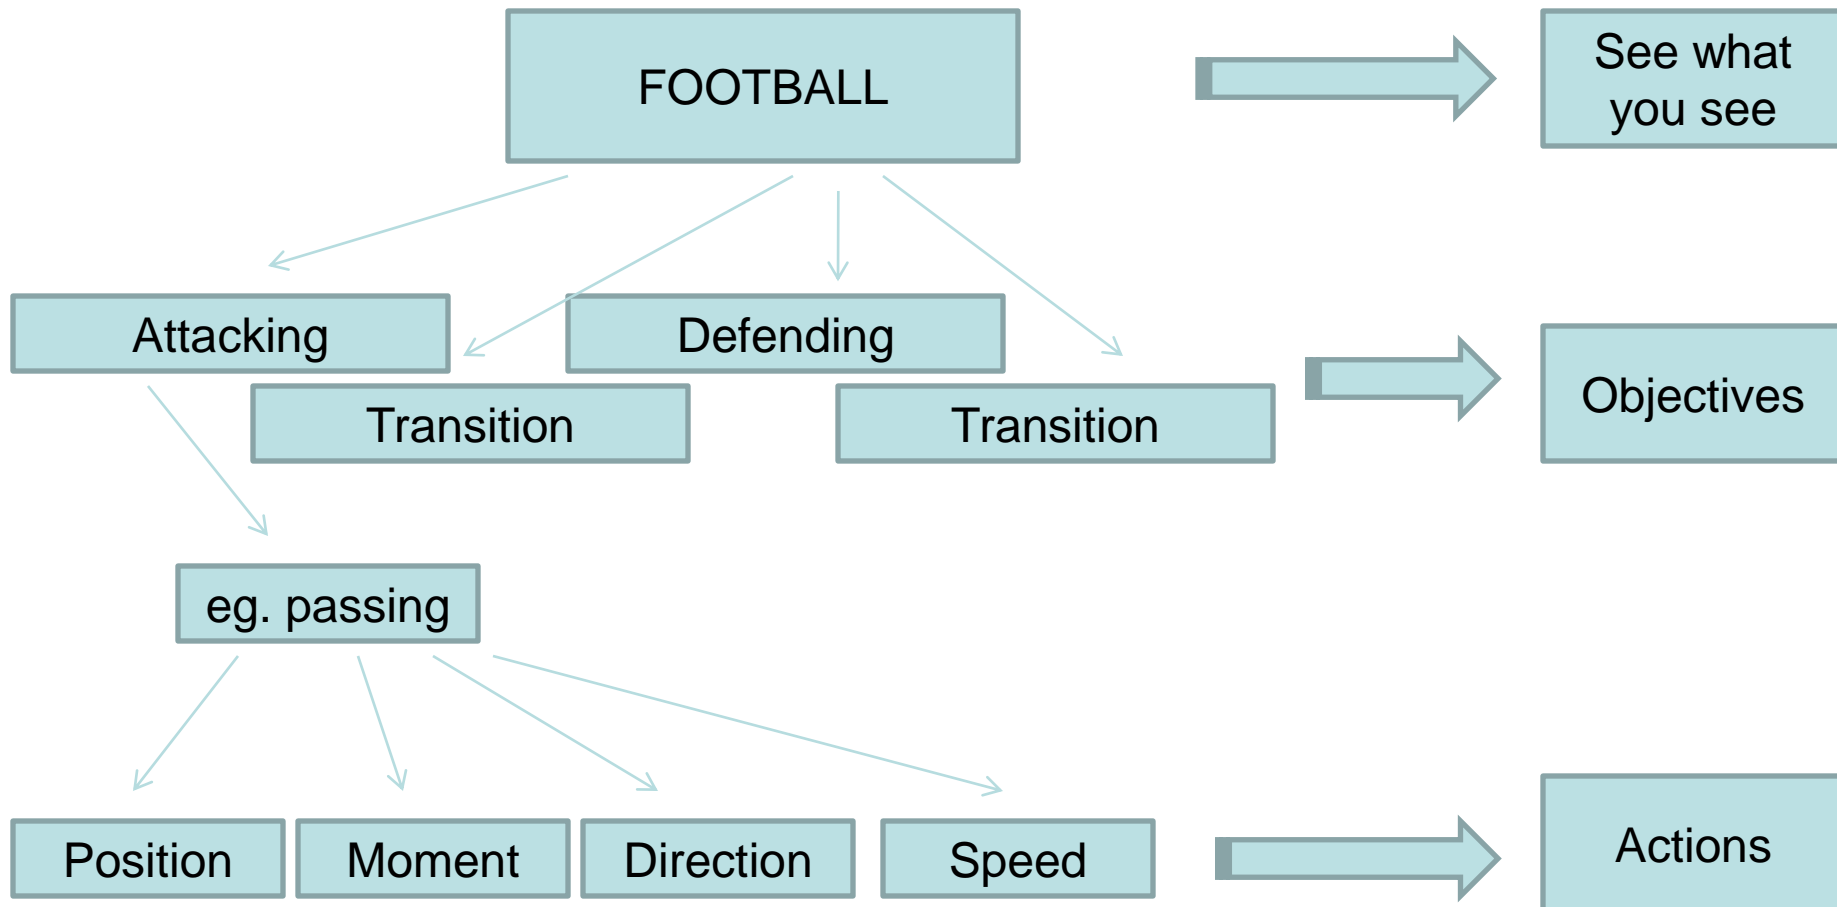 FOOTBALL
See what
you see
Attacking
Defending
Transition
Transition
Objectives
eg. passing
Position
Moment
Direction
Speed
Actions